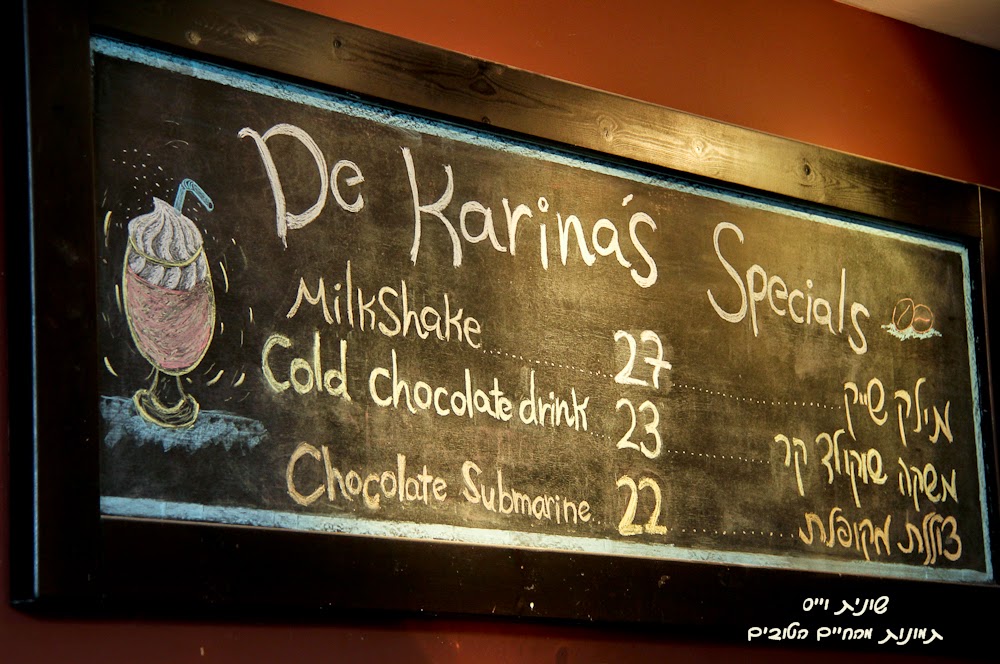 De Karina's Specials
MilkShake 27 מילק שייק
Cold chocolate drink 23 משקה שוקולד קר
Chocolate Submarine 22 צוללת מקופלת
שונית וייס
תמונות מהחיים הטובים